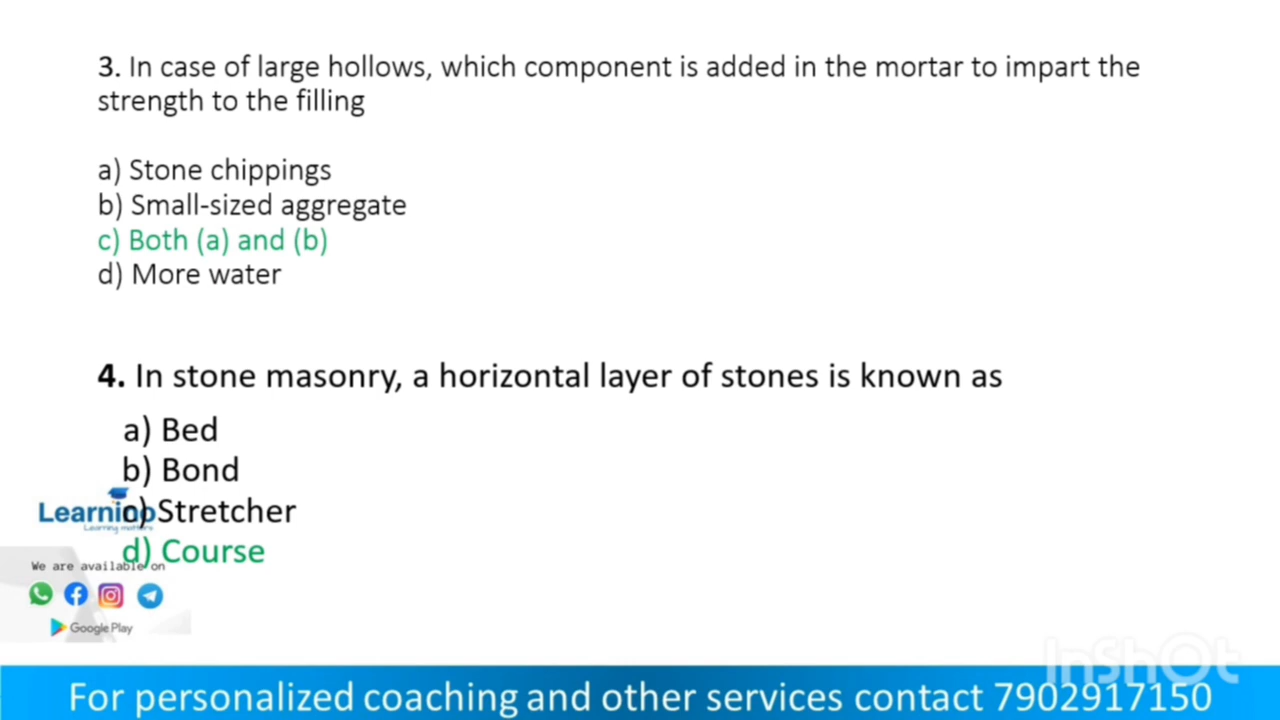 3. In case of large hollows, which component is added in the mortar to impart the
strength to the filling
a) Stone chippings
b) Small-sized aggregate
c) Both (a) and (b)
d) More water
4. In stone masonry, a horizontal layer of stones is known as
a) Bed
b) Bond
c) Stretcher
d) Course
Learning matters
We are available on
Google Play
InShOt
For personalized coaching and other services contact 7902917150